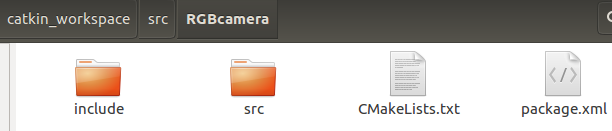 catkin_workspace src RGBcamera
</>
include src CMakeLists.txt package.xml